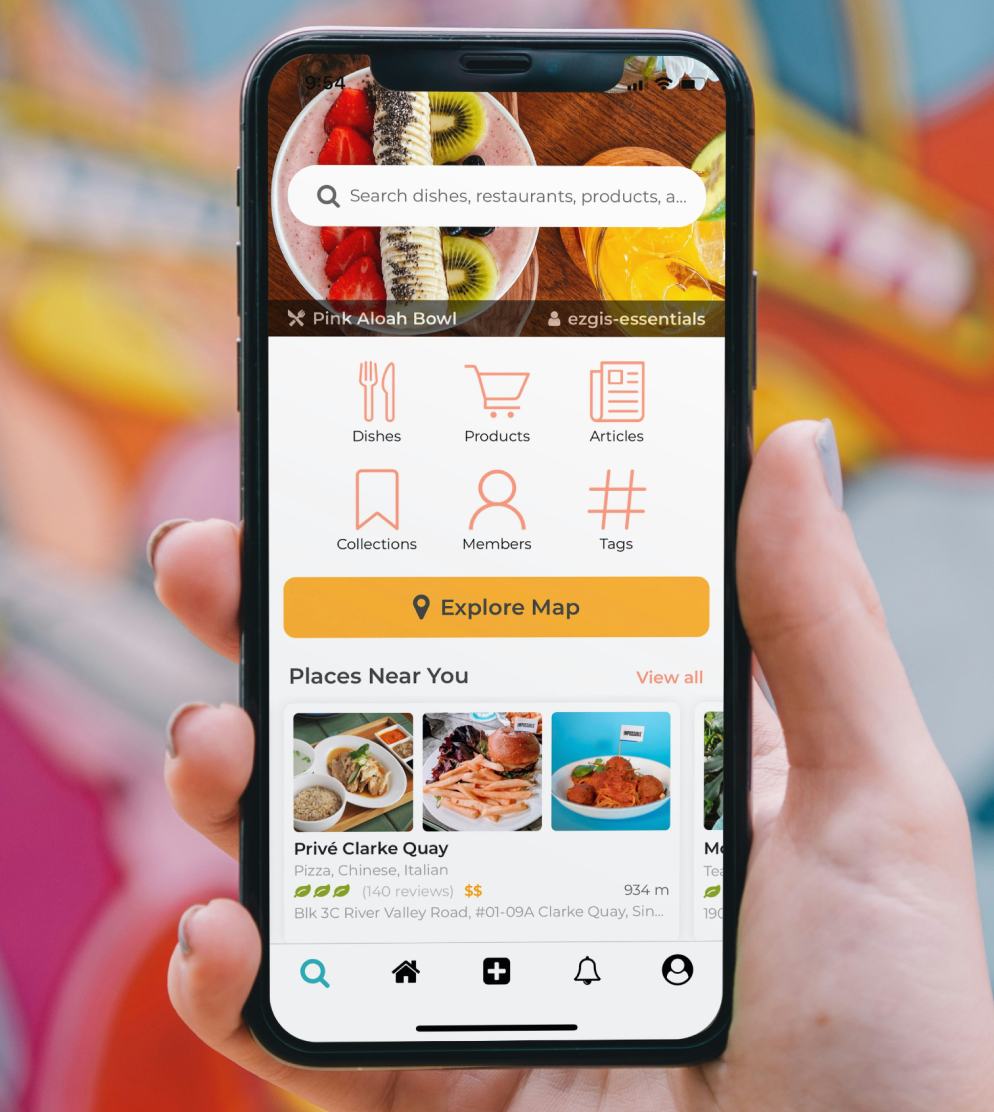 9:54
Search dishes, restaurants, products, a...
Pink Aloah Bowl ezgis-essentials
Dishes Products Articles
Collections Members Tags
Explore Map
Places Near You View all
IMPOSSIBLE
IMPOSSIBLE
Privé Clarke Quay
Pizza, Chinese, Italian
(140 reviews) $$ 934 m
Blk 3C River Valley Road, #01-09A Clarke Quay, Sin...
190